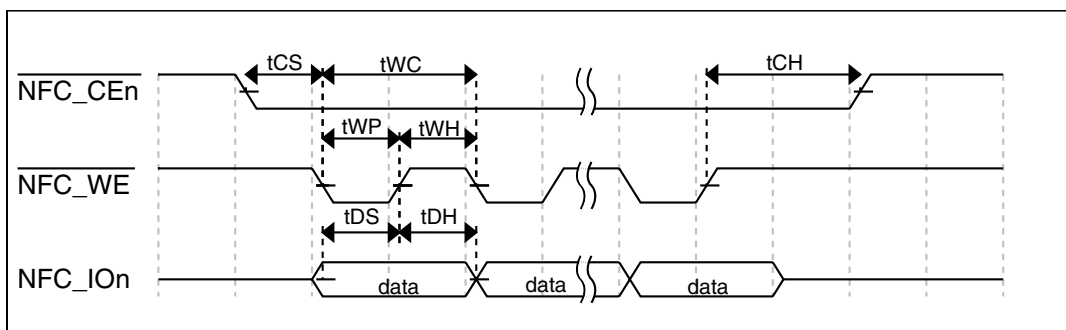 tCS tWC tCH
NFC_CEn
tWP tWH
NFC_WE
tDS tDH
NFC_IOn
data data data